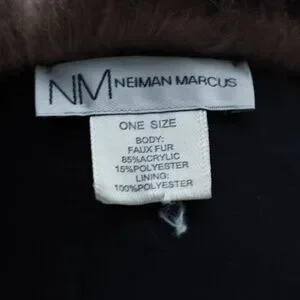 NM NEIMAN MARCUS
ONE SIZE
BODY:
FAUX FUR
85%ACRYLIC
15%POLYESTER
LINING:
100%POLYESTER